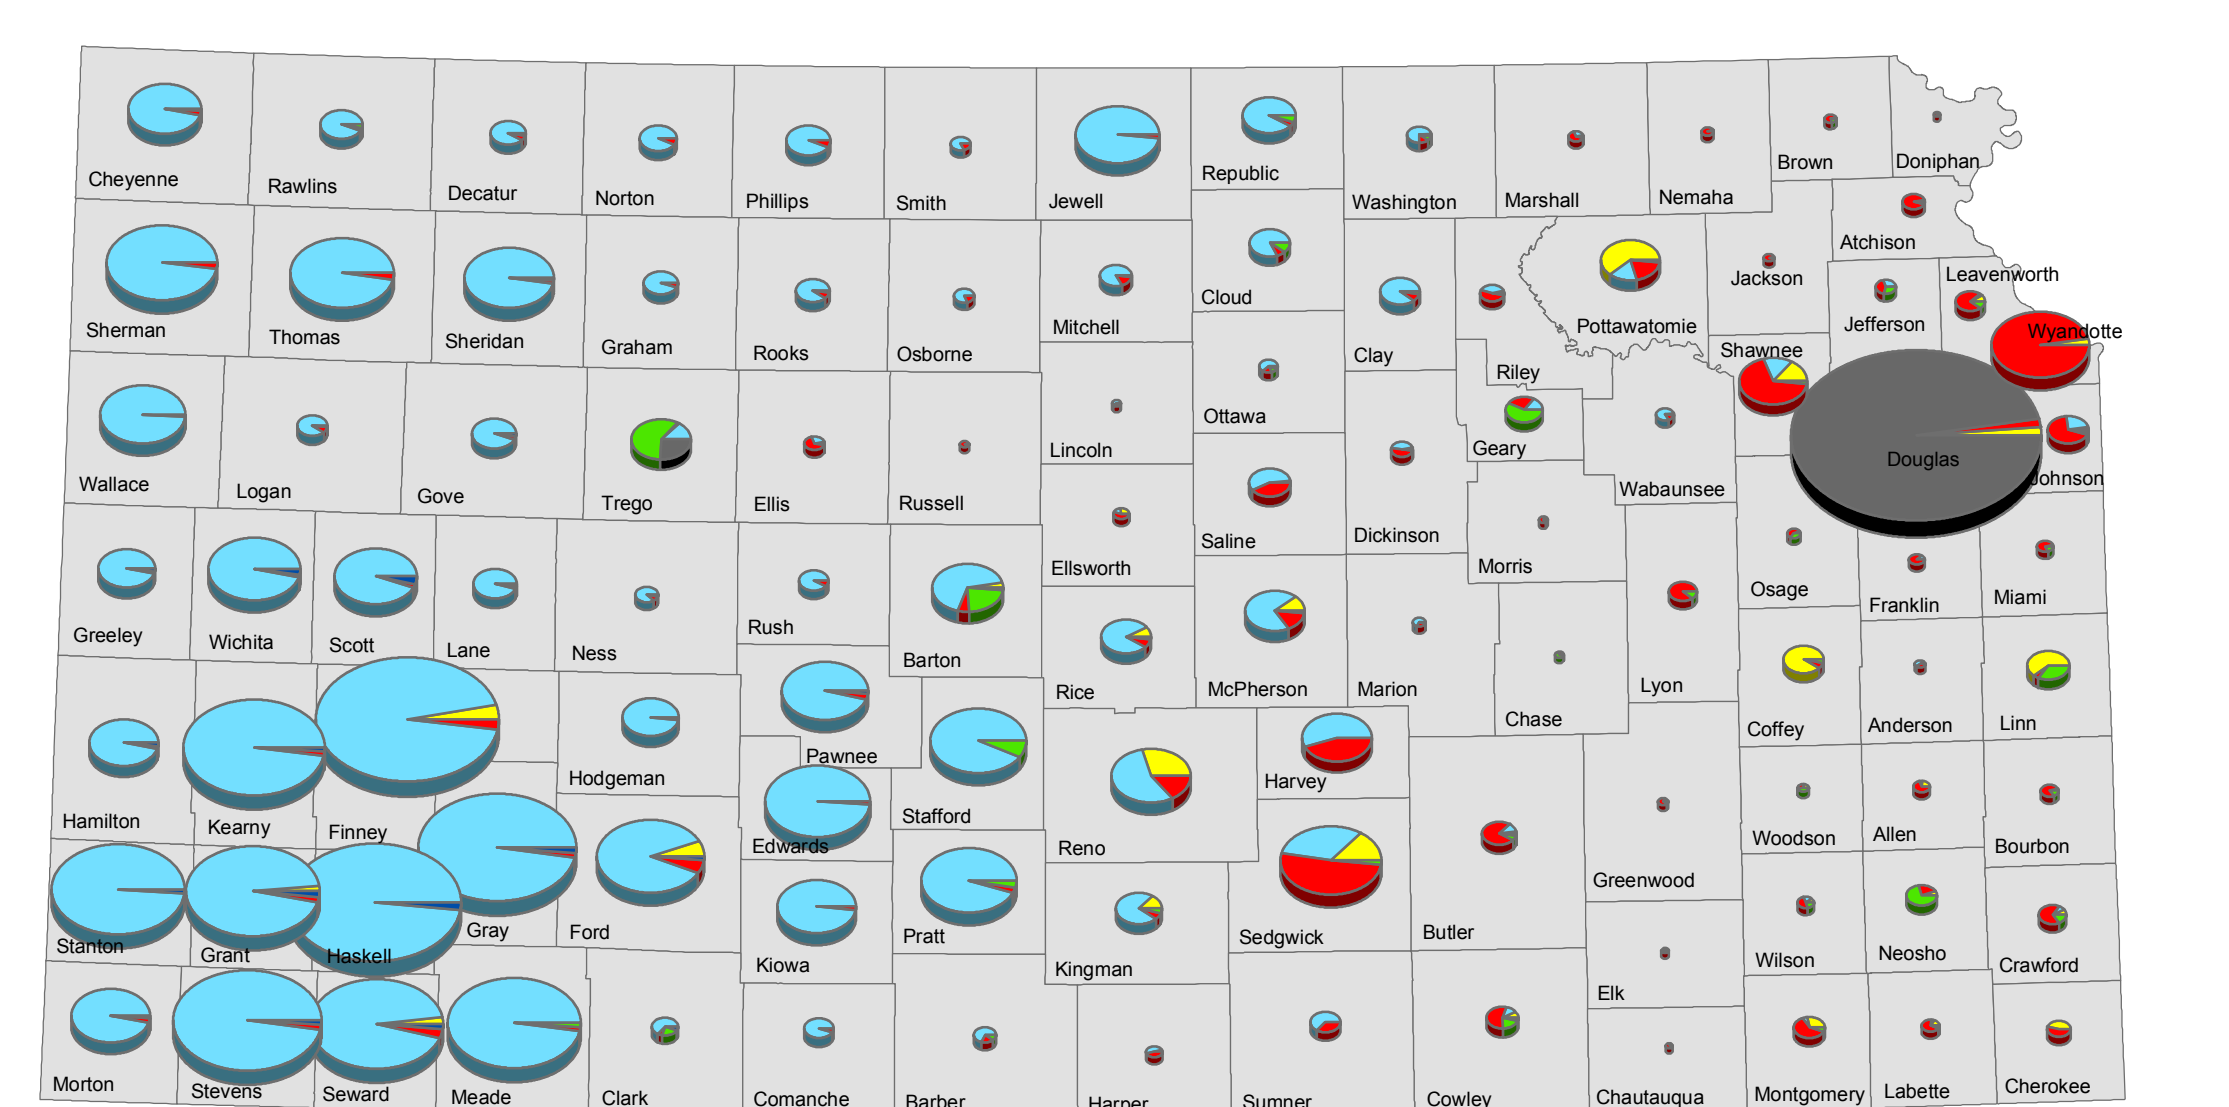 Cheyenne
Rawlins
Decatur
Norton
Phillips
Smith
Jewell
Republic
Washington
Marshall
Nemaha
Brown
Doniphan
Sherman
Thomas
Sheridan
Graham
Rooks
Osborne
Mitchell
Cloud
Clay
Riley
Pottawatomie
Jackson
Atchison
Jefferson
Leavenworth
Wyandotte
Wallace
Logan
Gove
Trego
Ellis
Russell
Lincoln
Ottawa
Geary
Wabaunsee
Shawnee
Douglas
Johnson
Greeley
Wichita
Scott
Lane
Ness
Rush
Barton
Ellsworth
Saline
Dickinson
Morris
Osage
Franklin
Miami
Hamilton
Kearny
Finney
Hodgeman
Pawnee
Edwards
Stafford
Rice
McPherson
Marion
Chase
Lyon
Coffey
Anderson
Linn
Stanton
Grant
Haskell
Gray
Ford
Kiowa
Pratt
Reno
Harvey
Sedgwick
Kingman
Butler
Greenwood
Woodson
Allen
Bourbon
Elk
Wilson
Neosho
Crawford
Morton
Stevens
Seward
Meade
Clark
Comanche
Barber
Harper
Sumner
Cowley
Chautauqua
Montgomery
Labette
Cherokee